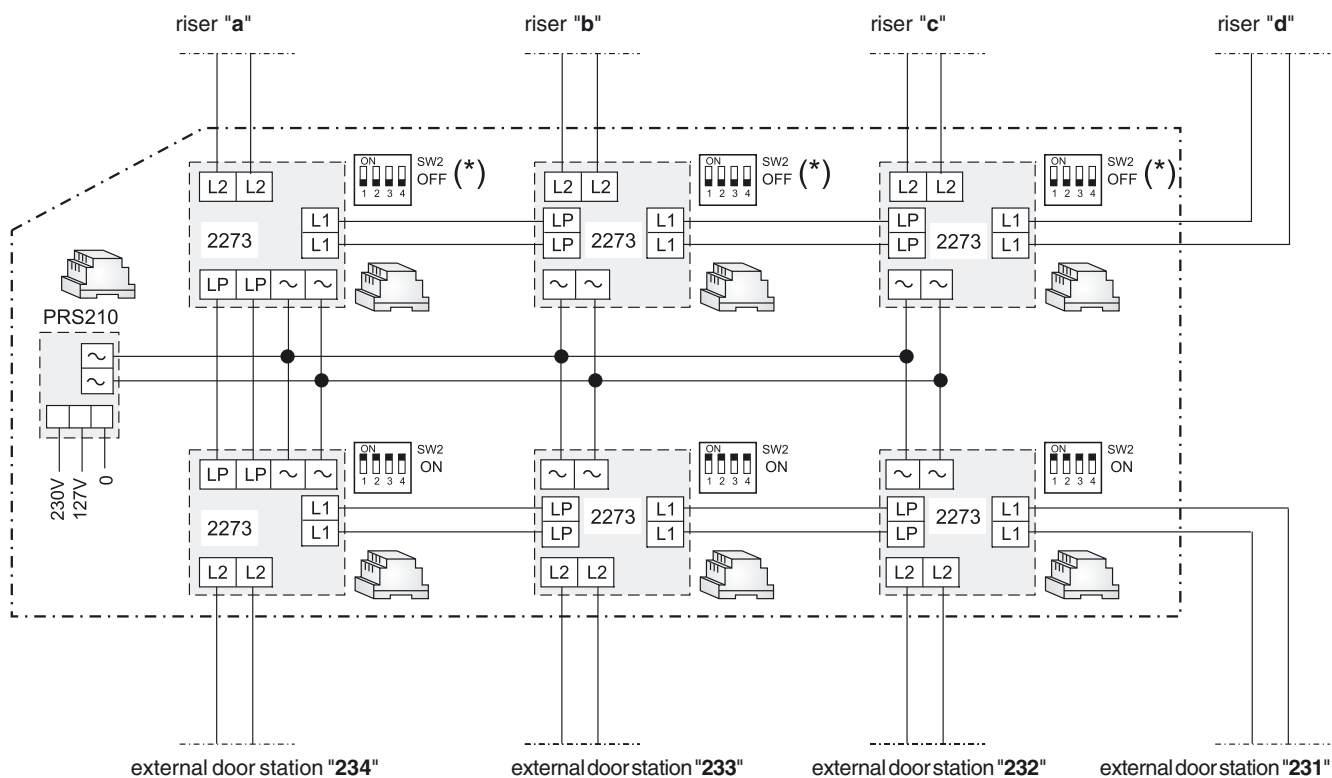 riser "a" riser "b" riser "c" riser "d"
ON SW2 ON SW2 ON SW2
L2 L2 OFF (*) L2 L2 OFF (*) L2 L2 OFF (*)
1 2 3 4 1 2 3 4 1 2 3 4
L1 LP L1 LP L1
2273 2273 2273
L1 LP L1 LP L1
LP LP ~ ~ ~ ~ ~ ~
PRS210
~
~
230V 127V 0
ON SW2 ON SW2 ON SW2
LP LP ~ ~ ON ~ ~ ON ~ ~ ON
1 2 3 4 1 2 3 4 1 2 3 4
L1 LP L1 LP L1
2273 2273 2273
L1 LP L1 LP L1
L2 L2 L2 L2 L2 L2
external door station "234" external door station "233" external door station "232" external door station "231"